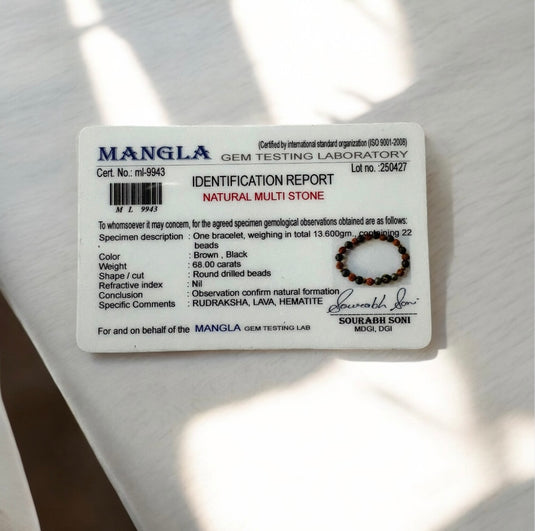 (Certified by international standard organization (ISO 9001-2008)
MANGLA GEM TESTING LABORATORY
Cert. No.: ml-9943
Lot no. :250427
IDENTIFICATION REPORT
NATURAL MULTI STONE
M L 9943
To whomsoever it may concern, for the agreed specimen gemological observations obtained are as follows:
Specimen description : One bracelet, weighing in total 13.600gm., containing 22
beads
Color : Brown , Black
Weight : 68.00 carats
Shape / cut : Round drilled beads
Refractive index : Nil
Conclusion : Observation confirm natural formation
Specific Comments : RUDRAKSHA, LAVA, HEMATITE
Sourabh Soni
SOURABH SONI
MDGI, DGI
For and on behalf of the MANGLA GEM TESTING LAB